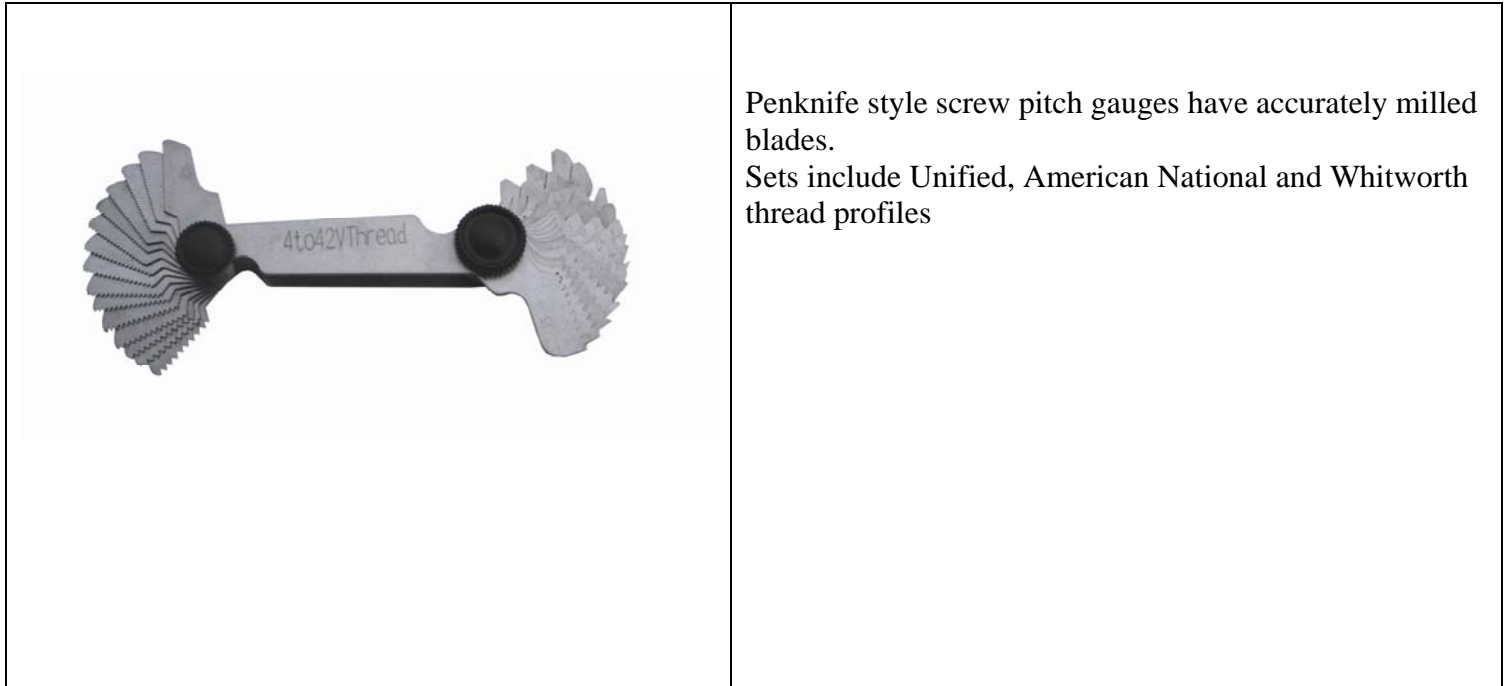 4to42VThread
Penknife style screw pitch gauges have accurately milled
blades.
Sets include Unified, American National and Whitworth
thread profiles